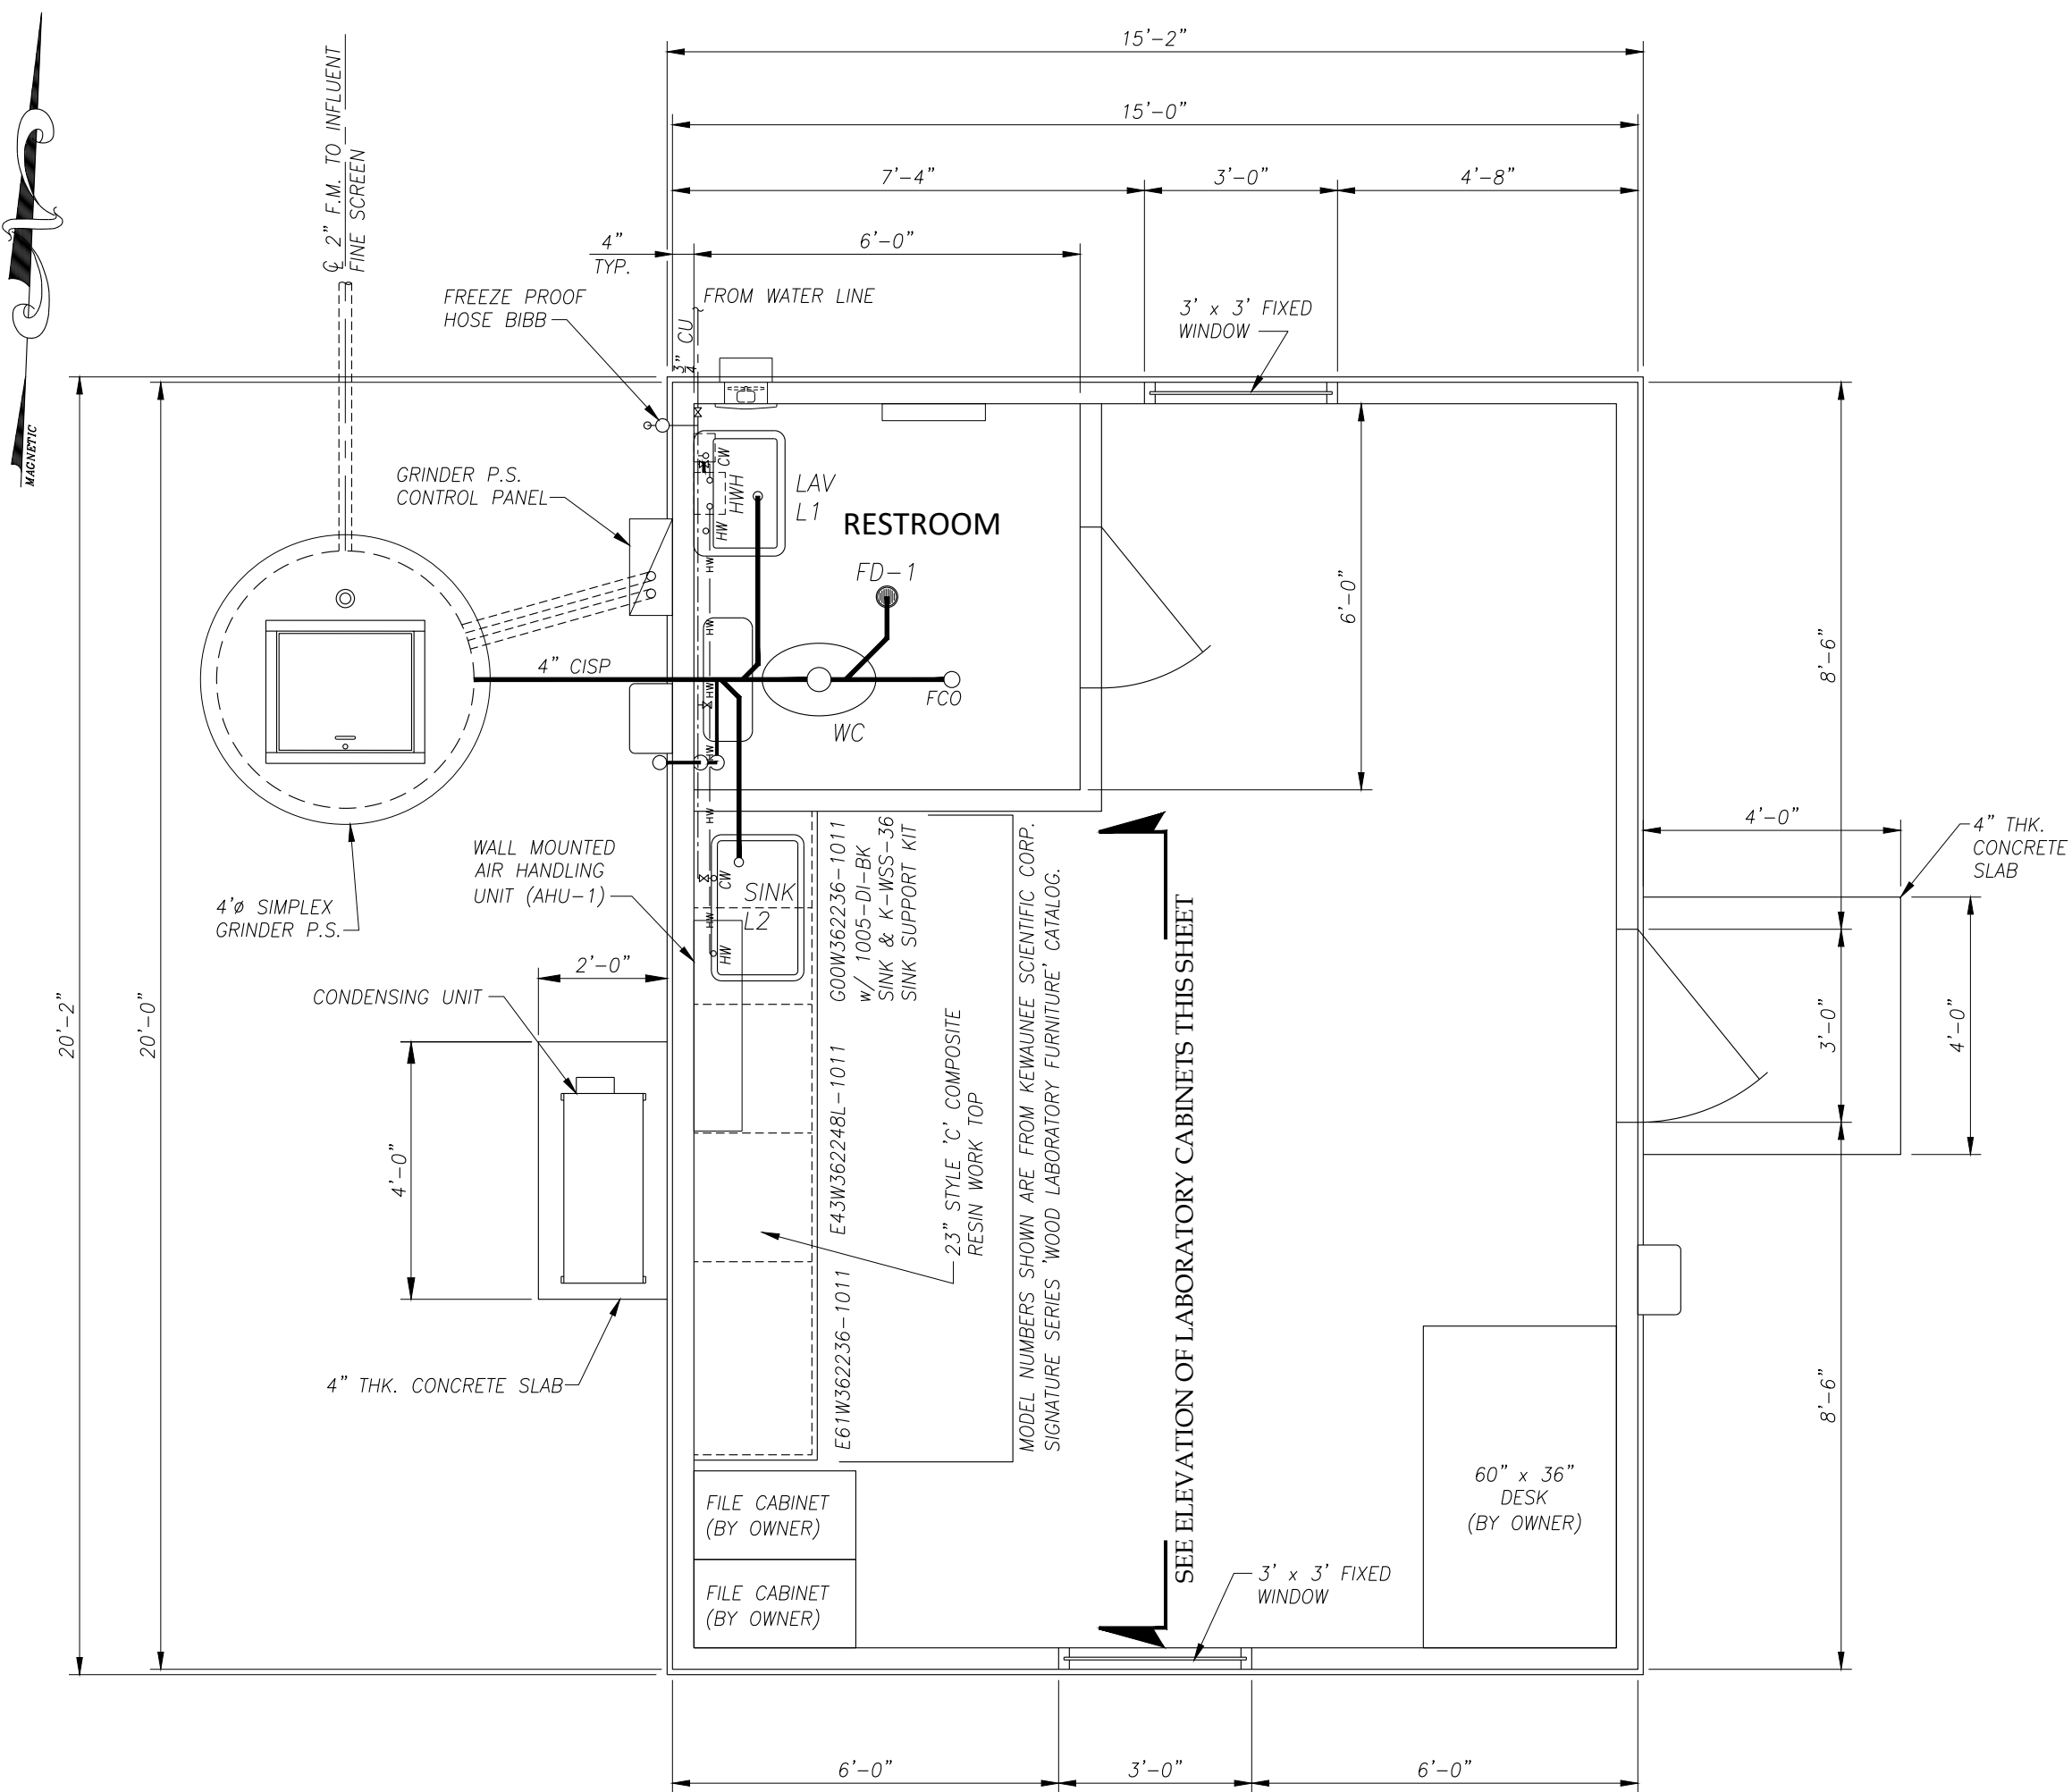 15'-2"
15'-0"
7'-4"
3'-0"
4'-8"
4"
TYP.
6'-0"
℄ 2" F.M. TO INFLUENT
FINE SCREEN
MAGNETIC
FREEZE PROOF
HOSE BIBB
FROM WATER LINE
3/4" CU
3' x 3' FIXED
WINDOW
GRINDER P.S.
CONTROL PANEL
CW
HWH
HW
LAV
L1
RESTROOM
FD-1
HW
HW
HW
HW
HW
4" CISP
FCO
WC
6'-0"
8'-6"
WALL MOUNTED
AIR HANDLING
UNIT (AHU-1)
4'ø SIMPLEX
GRINDER P.S.
CW
SINK
L2
HW
HW
G00W362236-1011
w/ 1005-DI-BK
SINK & K-WSS-36
SINK SUPPORT KIT
MODEL NUMBERS SHOWN ARE FROM KEWAUNEE SCIENTIFIC CORP.
SIGNATURE SERIES 'WOOD LABORATORY FURNITURE' CATALOG.
SEE ELEVATION OF LABORATORY CABINETS THIS SHEET
4'-0"
4" THK.
CONCRETE
SLAB
2'-0"
CONDENSING UNIT
20'-2"
20'-0"
4'-0"
E43W362248L-1011
23" STYLE 'C' COMPOSITE
RESIN WORK TOP
3'-0"
4'-0"
E61W362236-1011
4" THK. CONCRETE SLAB
8'-6"
FILE CABINET
(BY OWNER)
FILE CABINET
(BY OWNER)
60" x 36"
DESK
(BY OWNER)
3' x 3' FIXED
WINDOW
6'-0"
3'-0"
6'-0"